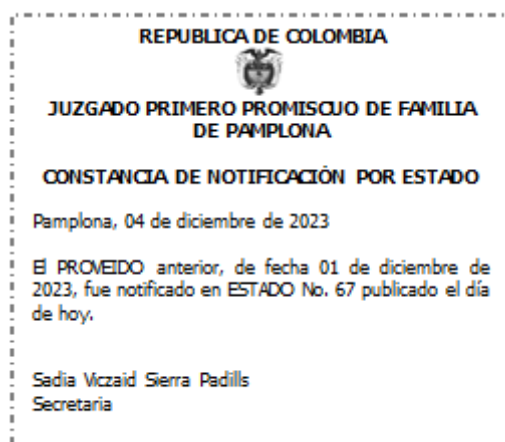 REPUBLICA DE COLOMBIA
JUZGADO PRIMERO PROMISCUO DE FAMILIA
DE PAMPLONA
CONSTANCIA DE NOTIFICACIÓN POR ESTADO
Pamplona, 04 de diciembre de 2023
El PROVEIDO anterior, de fecha 01 de diciembre de
2023, fue notificado en ESTADO No. 67 publicado el día
de hoy.
Sadia Viczaid Sierra Padills
Secretaria